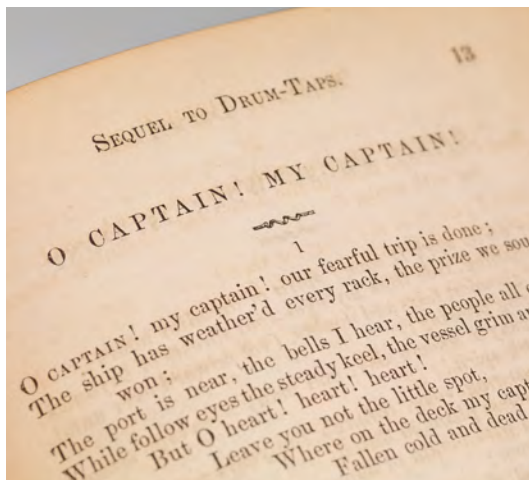 13
SEQUEL TO DRUM-TAPS.
O CAPTAIN! MY CAPTAIN!
1
O CAPTAIN! my captain! our fearful trip is done;
The ship has weather'd every rack, the prize we
won;
The port is near, the bells I hear, the people all
While follow eyes the steady keel, the vessel grim
But O heart! heart! heart!
Leave you not the little spot,
Where on the deck my
Fallen cold and dead